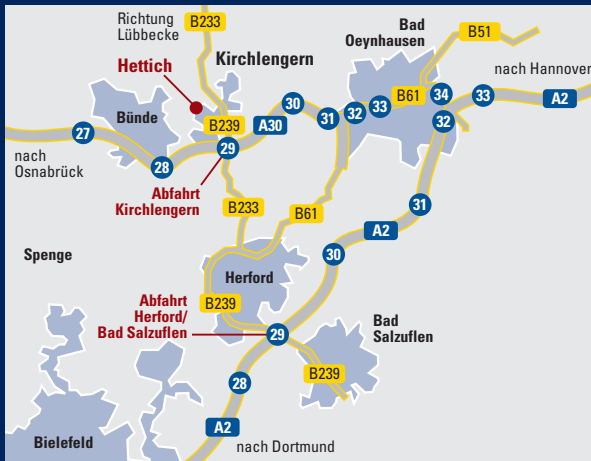 Richtung
Lübbecke
B233
Bad
Oeynhausen
B51
Kirchlengern
nach Hannover
Hettich
B61
34
33
A2
Bünde
30
31
32
33
32
B239
A30
27
29
nach
Osnabrück
28
Abfahrt
Kirchlengern
B233
B61
31
A2
Spenge
30
Herford
Abfahrt
Herford/
Bad Salzuflen
B239
29
Bad
Salzuflen
28
B239
A2
Bielefeld
nach Dortmund